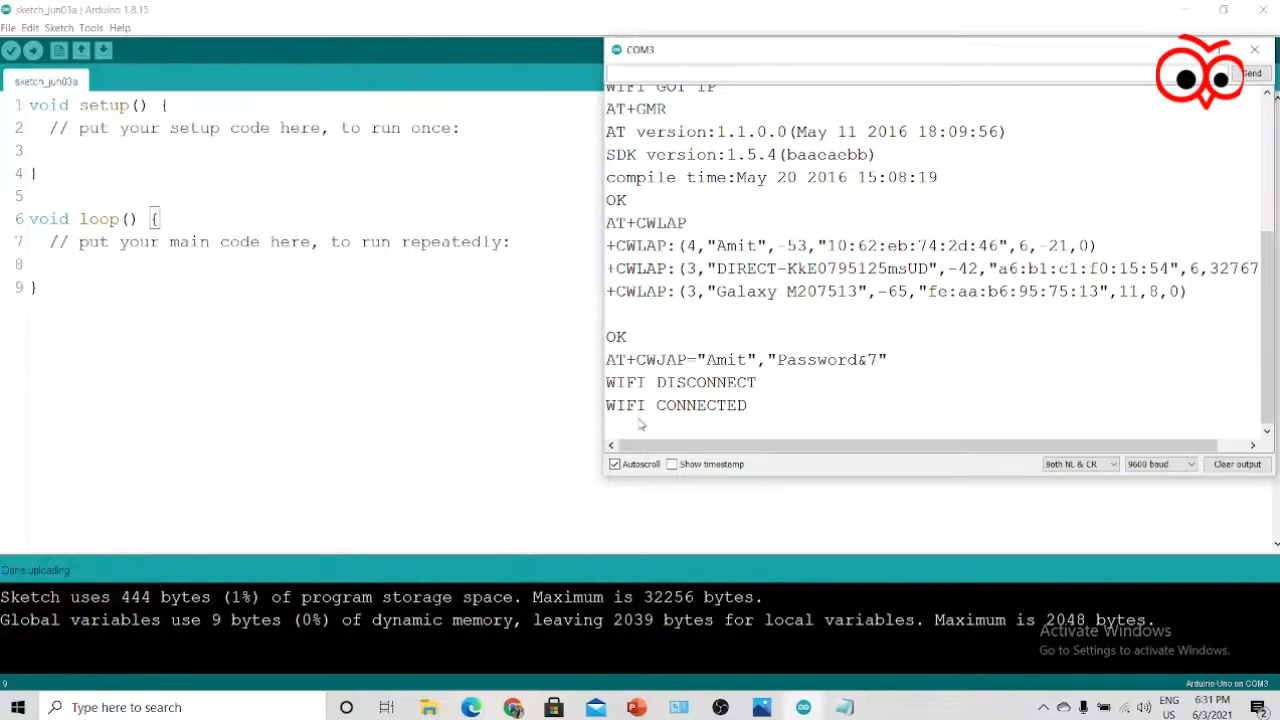 sketch_jun03a | Arduino 1.8.15
File Edit Sketch Tools Help
sketch_jun03a
1 void setup() {
2 // put your setup code here, to run once:
3
4 }
5
6 void loop() {
7 // put your main code here, to run repeatedly:
8
9 }
COM3
Send
WIFI GOT IP
AT+GMR
AT version:1.1.0.0(May 11 2016 18:09:56)
SDK version:1.5.4(baaeaebb)
compile time:May 20 2016 15:08:19
OK
AT+CWLAP
+CWLAP:(4,"Amit",-53,"10:62:eb:74:2d:46",6,-21,0)
+CWLAP:(3,"DIRECT-KkE0795125msUD",-42,"a6:b1:c1:f0:15:54",6,32767
+CWLAP:(3,"Galaxy M207513",-65,"fe:aa:b6:95:75:13",11,8,0)
OK
AT+CWJAP="Amit","Password&7"
WIFI DISCONNECT
WIFI CONNECTED
Autoscroll Show timestamp Both NL & CR 9600 baud Clear output
Done uploading
Sketch uses 444 bytes (1%) of program storage space. Maximum is 32256 bytes.
Global variables use 9 bytes (0%) of dynamic memory, leaving 2039 bytes for local variables. Maximum is 2048 bytes.
Activate Windows
Go to Settings to activate Windows.
9
Arduino Uno on COM3
Type here to search
ENG
US
6:31 PM
6/3/2021